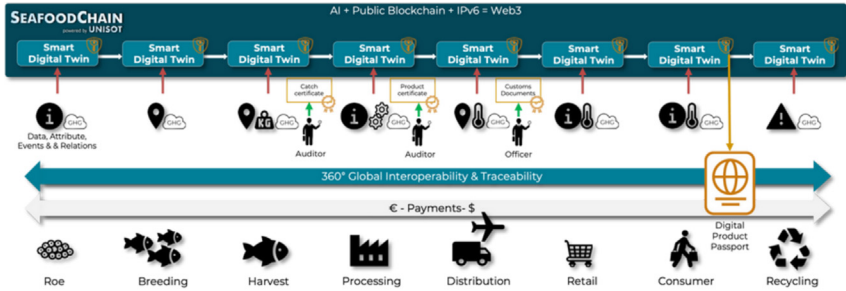 AI + Public Blockchain + IPv6 = Web3
SEAFOODCHAIN
powered by UNISOT
Smart
Digital Twin
Smart
Digital Twin
Smart
Digital Twin
Smart
Digital Twin
Smart
Digital Twin
Smart
Digital Twin
Smart
Digital Twin
Smart
Digital Twin
Catch
certificate
Product
certificate
Customs
Documents
GHG
GHG
KG
GHG
GHG
GHG
GHG
GHG
GHG
Data, Attribute,
Events & & Relations
Auditor
Auditor
Officer
360° Global Interoperability & Traceability
€ - Payments- $
Digital
Product
Passport
Roe
Breeding
Harvest
Processing
Distribution
Retail
Consumer
Recycling